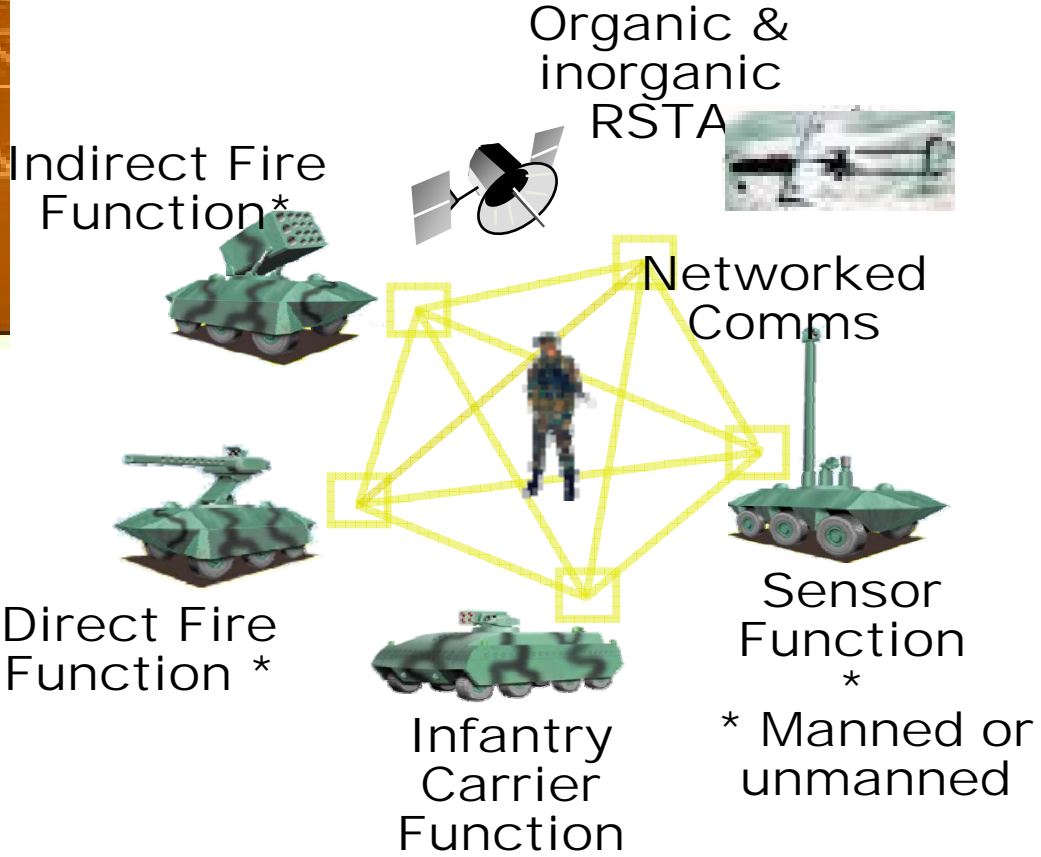 Organic &
inorganic
RSTA
Indirect Fire
Function*
Networked
Comms
Direct Fire
Function *
Sensor
Function
*
Infantry
Carrier
Function
* Manned or
unmanned